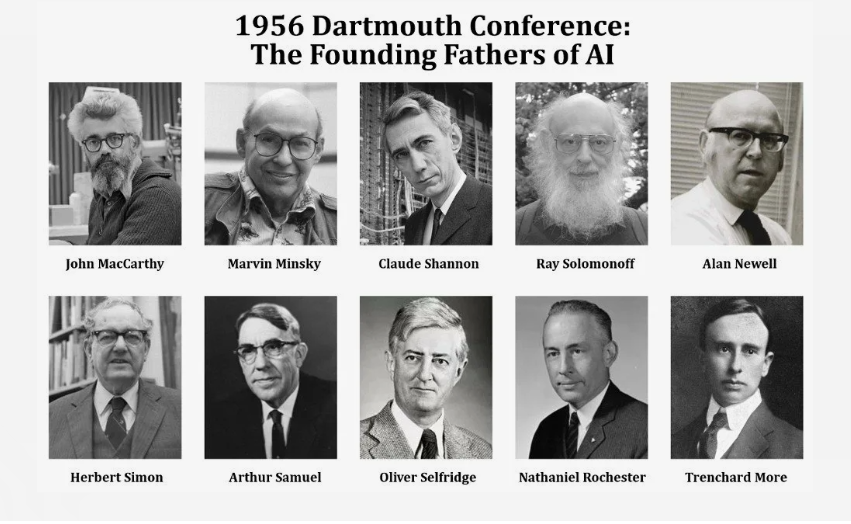 1956 Dartmouth Conference:
The Founding Fathers of AI
John MacCarthy
Marvin Minsky
Claude Shannon
Ray Solomonoff
Alan Newell
Herbert Simon
Arthur Samuel
Oliver Selfridge
Nathaniel Rochester
Trenchard More